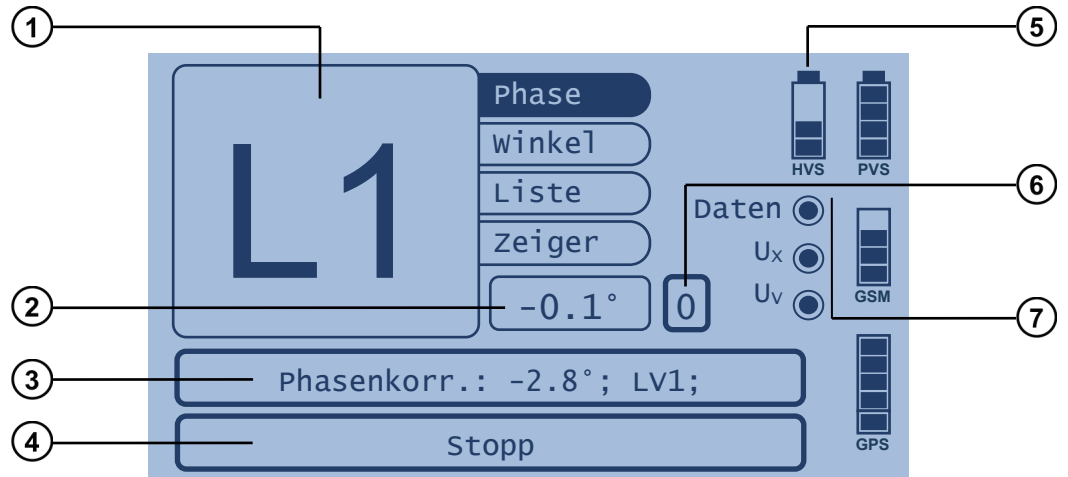 1
5
L1
Phase
Winkel
Liste
Zeiger
HVS
PVS
6
Daten
Ux
Uv
GSM
2
-0.1°
0
7
3
Phasenkorr.: -2.8°; LV1;
4
Stopp
GPS